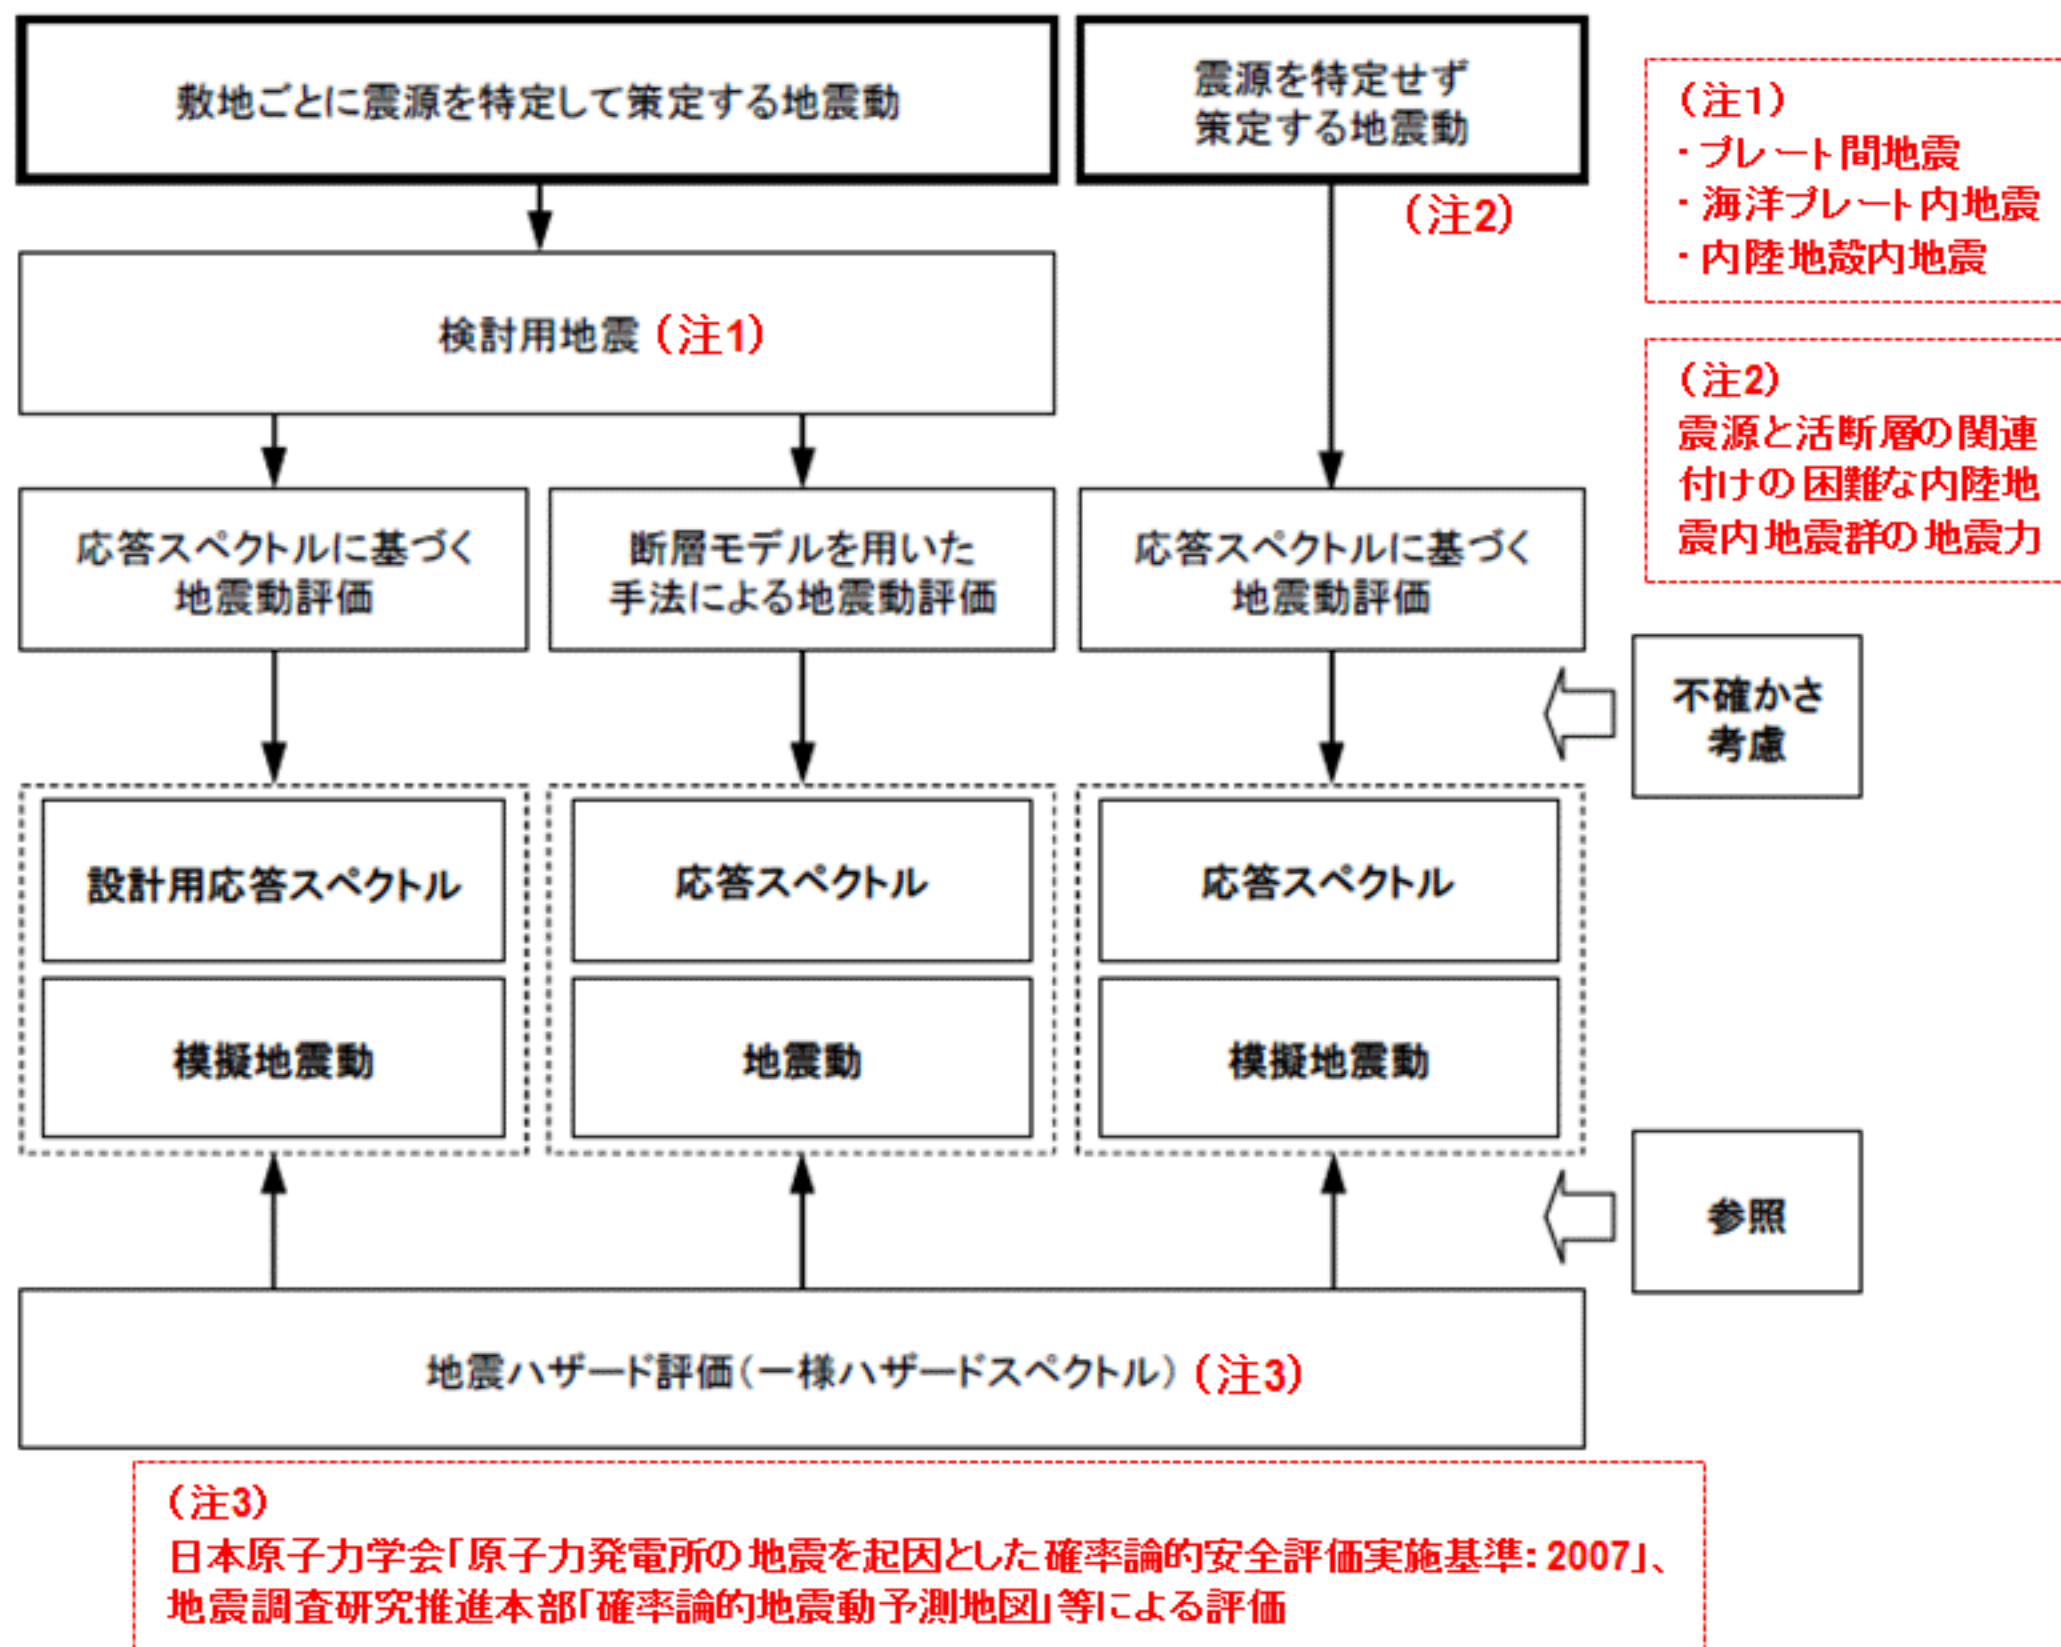 敷地ごとに震源を特定して策定する地震動
震源を特定せず
策定する地震動
(注2)
(注1)
・プレート間地震
・海洋プレート内地震
・内陸地殻内地震
(注2)
震源と活断層の関連
付けの困難な内陸地
震内地震群の地震力
検討用地震(注1)
応答スペクトルに基づく
地震動評価
断層モデルを用いた
手法による地震動評価
応答スペクトルに基づく
地震動評価
不確かさ
考慮
設計用応答スペクトル
模擬地震動
応答スペクトル
地震動
応答スペクトル
模擬地震動
参照
地震ハザード評価(一様ハザードスペクトル)(注3)
(注3)
日本原子力学会「原子力発電所の地震を起因とした確率論的安全評価実施基準:2007」、
地震調査研究推進本部「確率論的地震動予測地図」等による評価